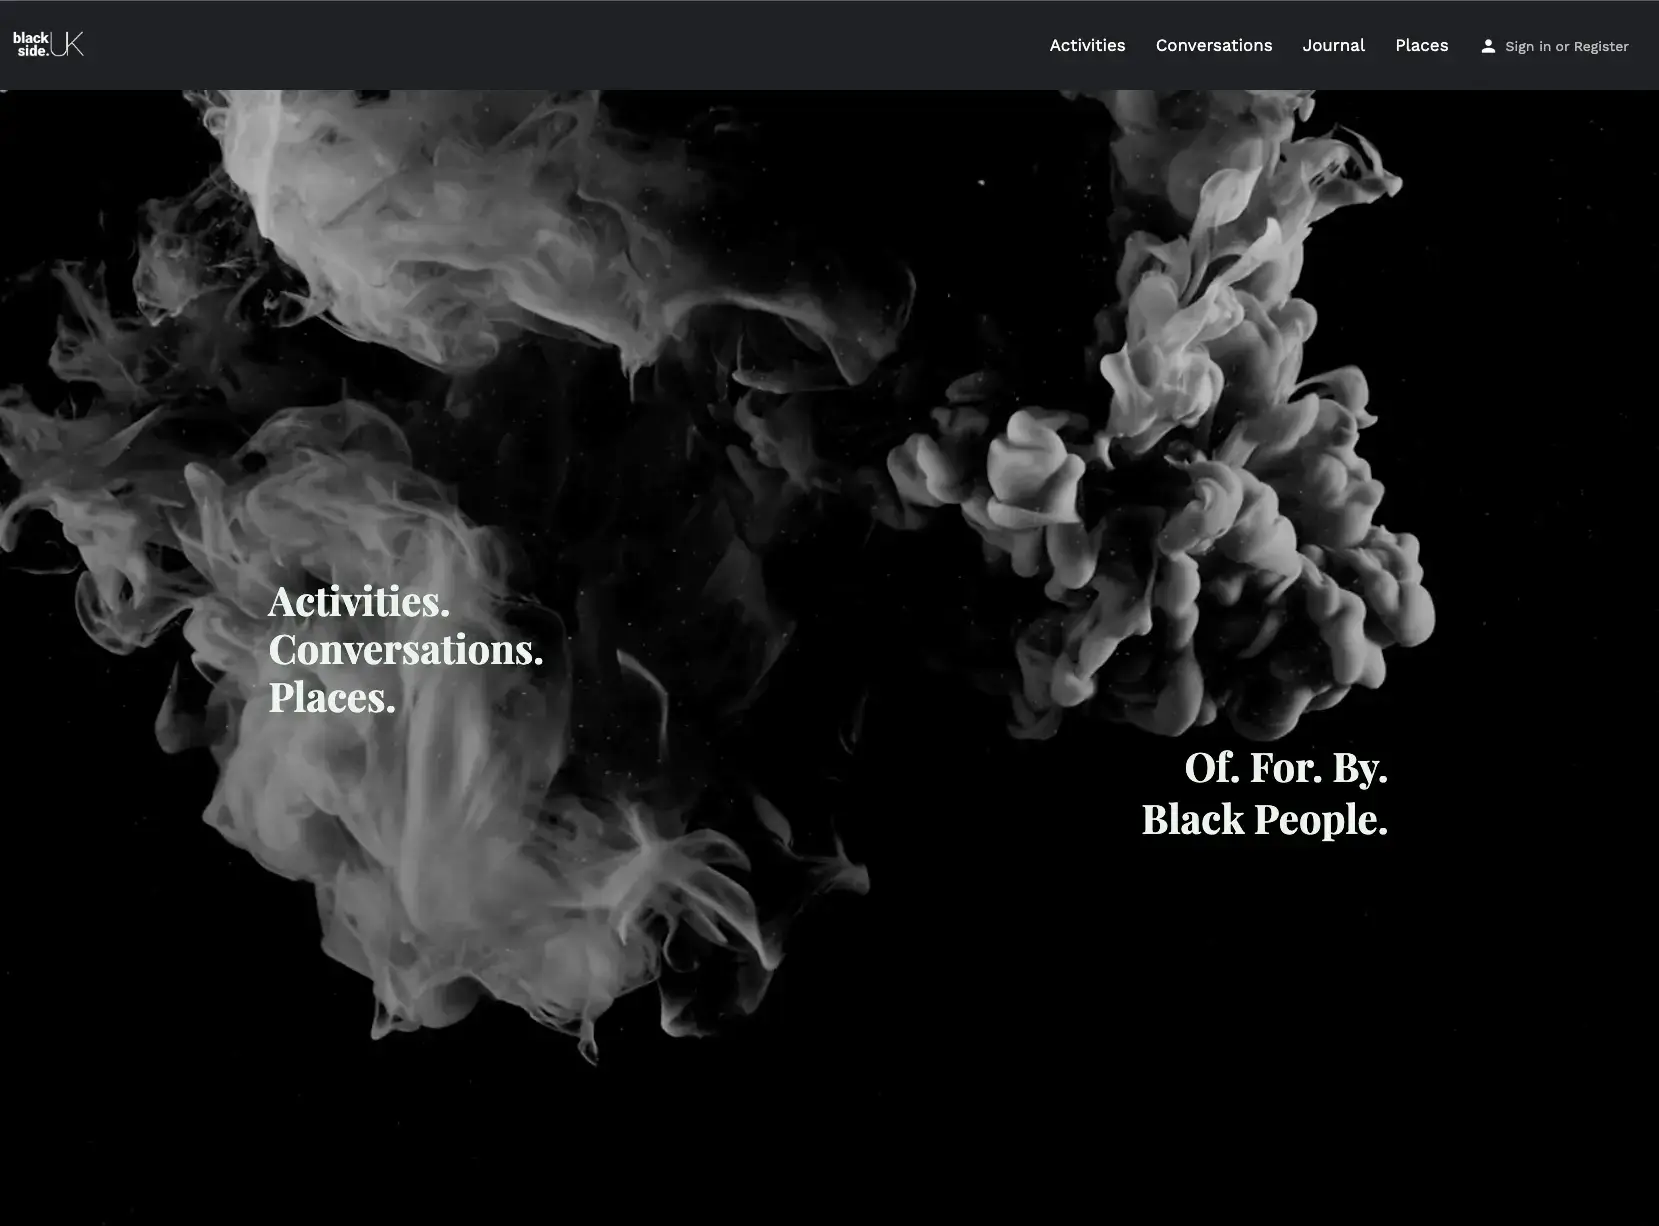 black
side.UK
Activities Conversations Journal Places Sign in or Register
Activities.
Conversations.
Places.
Of. For. By.
Black People.